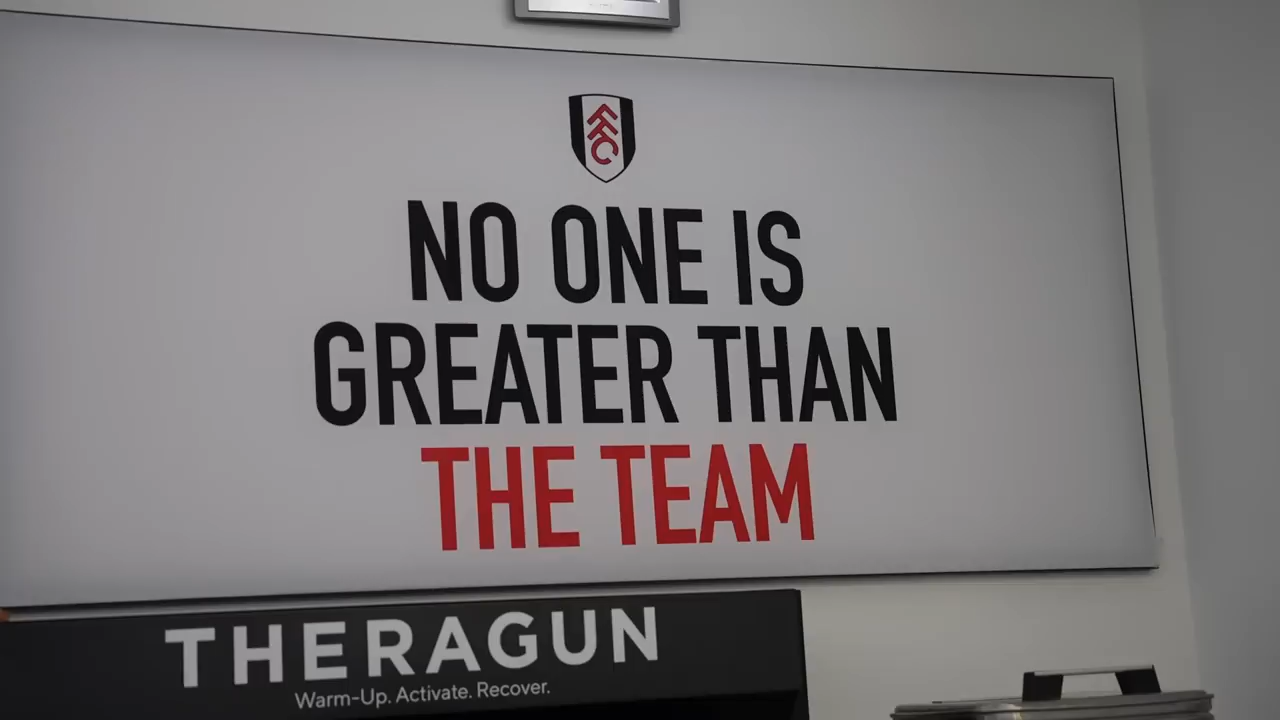 FFC
NO ONE IS
GREATER THAN
THE TEAM
THERAGUN
Warm-Up. Activate. Recover.